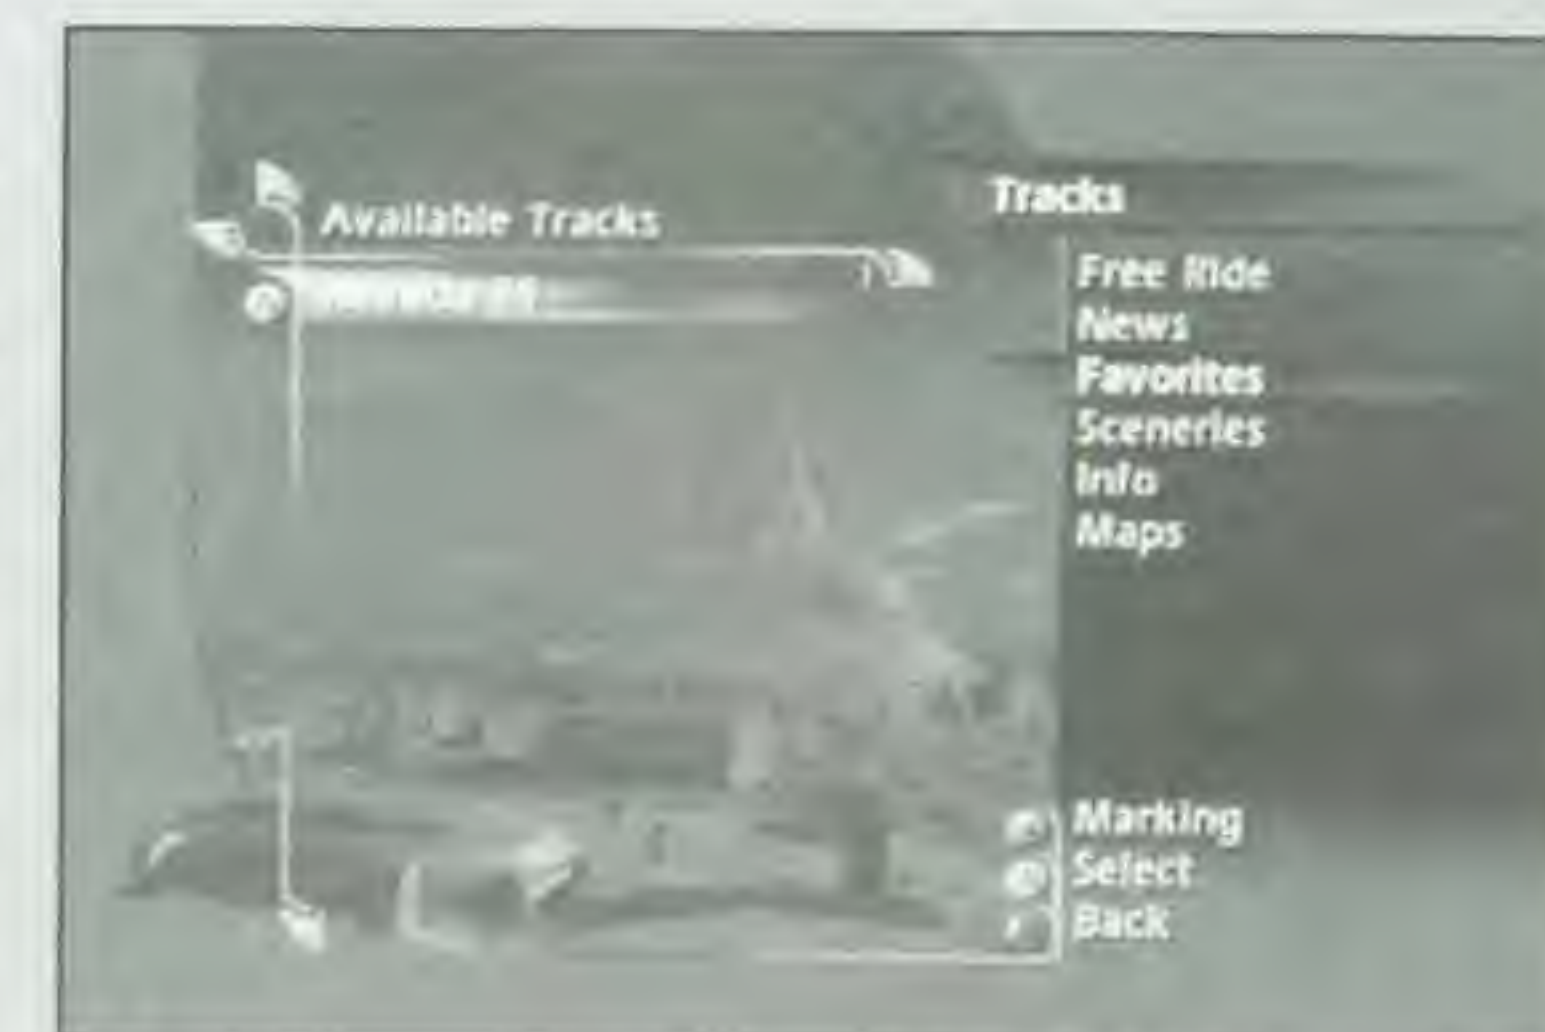 Available Tracks
Tracks
Free Ride
News
Favorites
Sceneries
Info
Maps
Marking
Select
Back